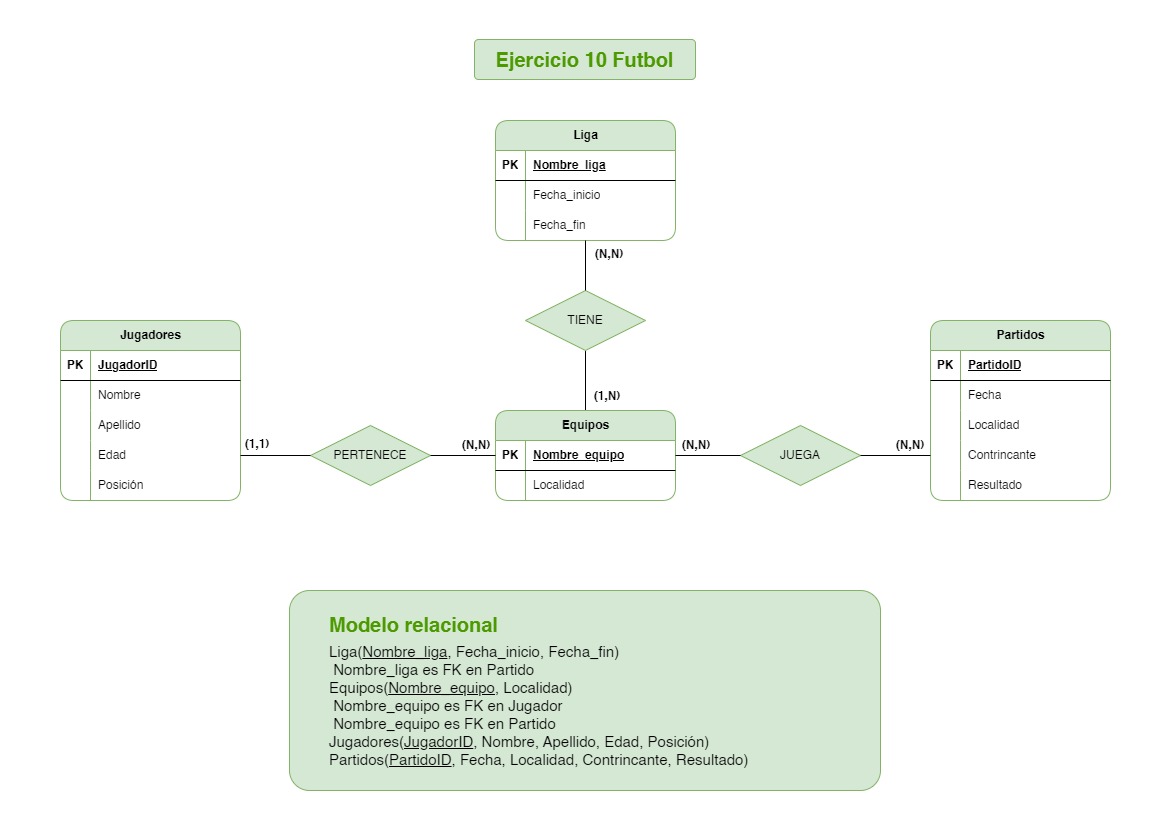 Ejercicio 10 Futbol
Liga
PK Nombre_liga
Fecha_inicio
Fecha_fin
(N,N)
TIENE
(1,N)
Jugadores
PK JugadorID
Nombre
Apellido
Edad
Posición
(1,1)
PERTENECE
(N,N)
Equipos
PK Nombre_equipo
Localidad
(N,N)
JUEGA
(N,N)
Partidos
PK PartidoID
Fecha
Localidad
Contrincante
Resultado
Modelo relacional
Liga(Nombre_liga, Fecha_inicio, Fecha_fin)
Nombre_liga es FK en Partido
Equipos(Nombre_equipo, Localidad)
Nombre_equipo es FK en Jugador
Nombre_equipo es FK en Partido
Jugadores(JugadorID, Nombre, Apellido, Edad, Posición)
Partidos(PartidoID, Fecha, Localidad, Contrincante, Resultado)